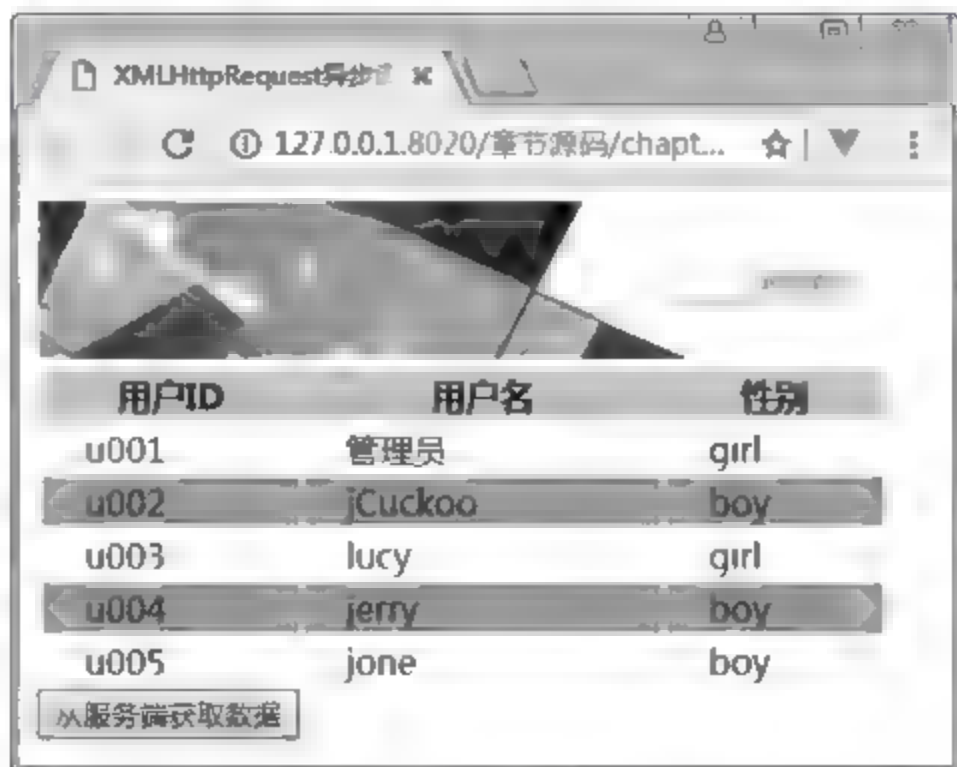 XMLHttpRequest异步
127.0.0.1:8020/章节源码/chapt...
用户ID 用户名 性别
u001 管理员 girl
u002 jCuckoo boy
u003 lucy girl
u004 jerry boy
u005 jone boy
从服务端获取数据